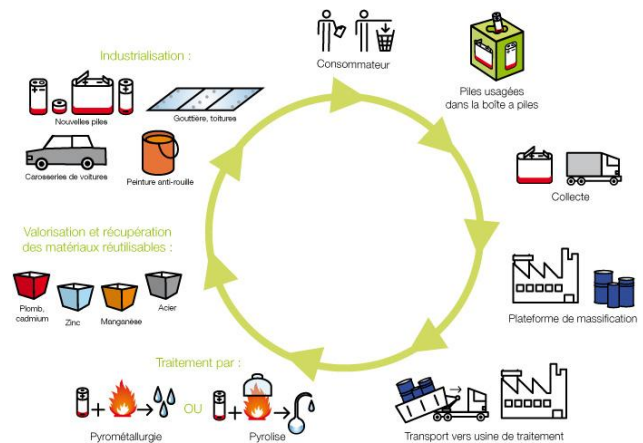 Consommateur
Piles usagées
dans la boîte a piles
Collecte
Plateforme de massification
Transport vers usine de traitement
Traitement par :
Pyrométallurgie
OU
Pyrolise
Valorisation et récupération
des matériaux réutilisables :
Plomb,
cadmium
Zinc
Manganèse
Acier
Industrialisation :
Nouvelles piles
Gouttière, toitures
Carosseries de voitures
Peinture anti-rouille